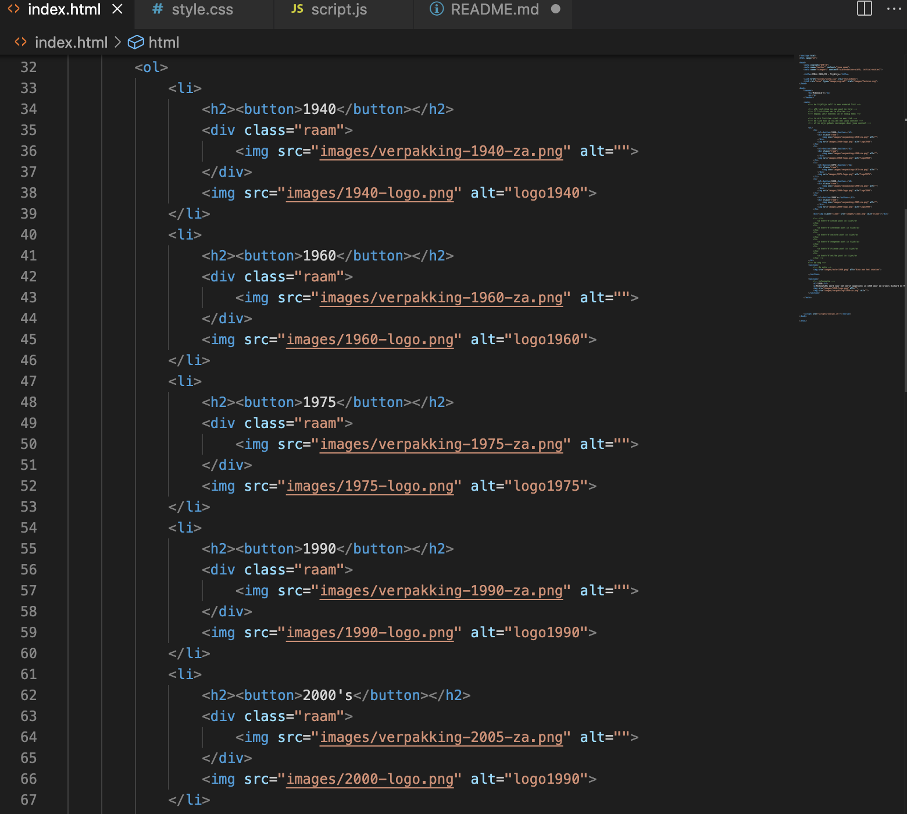 index.html
style.css
JS script.js
README.md
index.html > html
32 <ol>
33 <li>
34 <h2><button>1940</button></h2>
35 <div class="raam">
36 <img src="images/verpakking-1940-za.png" alt="">
37 </div>
38 <img src="images/1940-logo.png" alt="logo1940">
39 </li>
40 <li>
41 <h2><button>1960</button></h2>
42 <div class="raam">
43 <img src="images/verpakking-1960-za.png" alt="">
44 </div>
45 <img src="images/1960-logo.png" alt="logo1960">
46 </li>
47 <li>
48 <h2><button>1975</button></h2>
49 <div class="raam">
50 <img src="images/verpakking-1975-za.png" alt="">
51 </div>
52 <img src="images/1975-logo.png" alt="logo1975">
53 </li>
54 <li>
55 <h2><button>1990</button></h2>
56 <div class="raam">
57 <img src="images/verpakking-1990-za.png" alt="">
58 </div>
59 <img src="images/1990-logo.png" alt="logo1990">
60 </li>
61 <li>
62 <h2><button>2000's</button></h2>
63 <div class="raam">
64 <img src="images/verpakking-2005-za.png" alt="">
65 </div>
66 <img src="images/2000-logo.png" alt="logo1990">
67 </li>